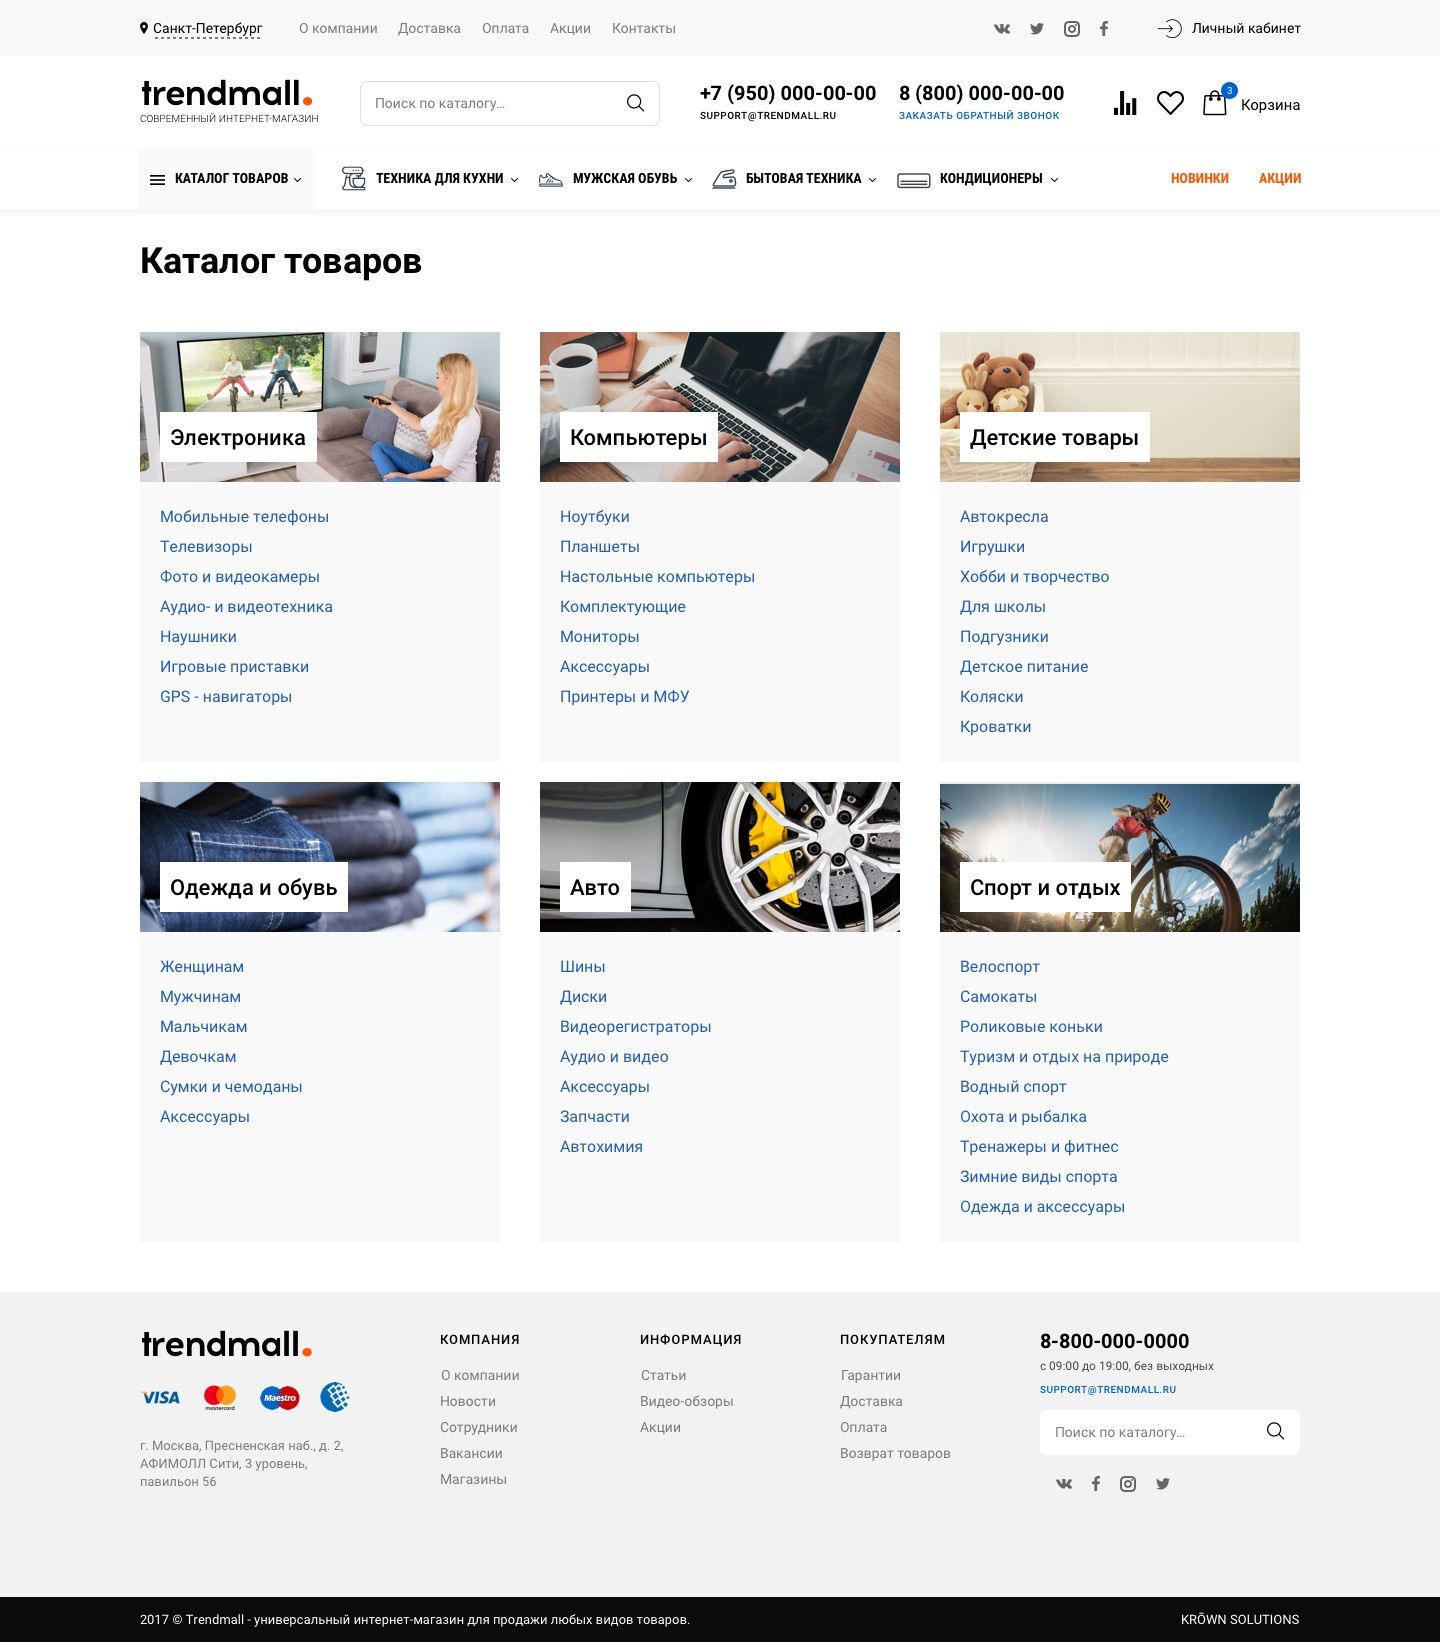 Санкт-Петербург О компании Доставка Оплата Акции Контакты Личный кабинет
trendmall.
СОВРЕМЕННЫЙ ИНТЕРНЕТ-МАГАЗИН
Поиск по каталогу...
+7 (950) 000-00-00
SUPPORT@TRENDMALL.RU
8 (800) 000-00-00
ЗАКАЗАТЬ ОБРАТНЫЙ ЗВОНОК
3
Корзина
КАТАЛОГ ТОВАРОВ ТЕХНИКА ДЛЯ КУХНИ МУЖСКАЯ ОБУВЬ БЫТОВАЯ ТЕХНИКА КОНДИЦИОНЕРЫ НОВИНКИ АКЦИИ
Каталог товаров
Электроника
Мобильные телефоны
Телевизоры
Фото и видеокамеры
Аудио- и видеотехника
Наушники
Игровые приставки
GPS - навигаторы
Компьютеры
Ноутбуки
Планшеты
Настольные компьютеры
Комплектующие
Мониторы
Аксессуары
Принтеры и МФУ
Детские товары
Автокресла
Игрушки
Хобби и творчество
Для школы
Подгузники
Детское питание
Коляски
Кроватки
Одежда и обувь
Женщинам
Мужчинам
Мальчикам
Девочкам
Сумки и чемоданы
Аксессуары
Авто
Шины
Диски
Видеорегистраторы
Аудио и видео
Аксессуары
Запчасти
Автохимия
Спорт и отдых
Велоспорт
Самокаты
Роликовые коньки
Туризм и отдых на природе
Водный спорт
Охота и рыбалка
Тренажеры и фитнес
Зимние виды спорта
Одежда и аксессуары
trendmall.
VISA mastercard Maestro
г. Москва, Пресненская наб., д. 2,
АФИМОЛЛ Сити, 3 уровень,
павильон 56
КОМПАНИЯ
О компании
Новости
Сотрудники
Вакансии
Магазины
ИНФОРМАЦИЯ
Статьи
Видео-обзоры
Акции
ПОКУПАТЕЛЯМ
Гарантии
Доставка
Оплата
Возврат товаров
8-800-000-0000
с 09:00 до 19:00, без выходных
SUPPORT@TRENDMALL.RU
Поиск по каталогу...
2017 © Trendmall - универсальный интернет-магазин для продажи любых видов товаров. KRŌWN SOLUTIONS